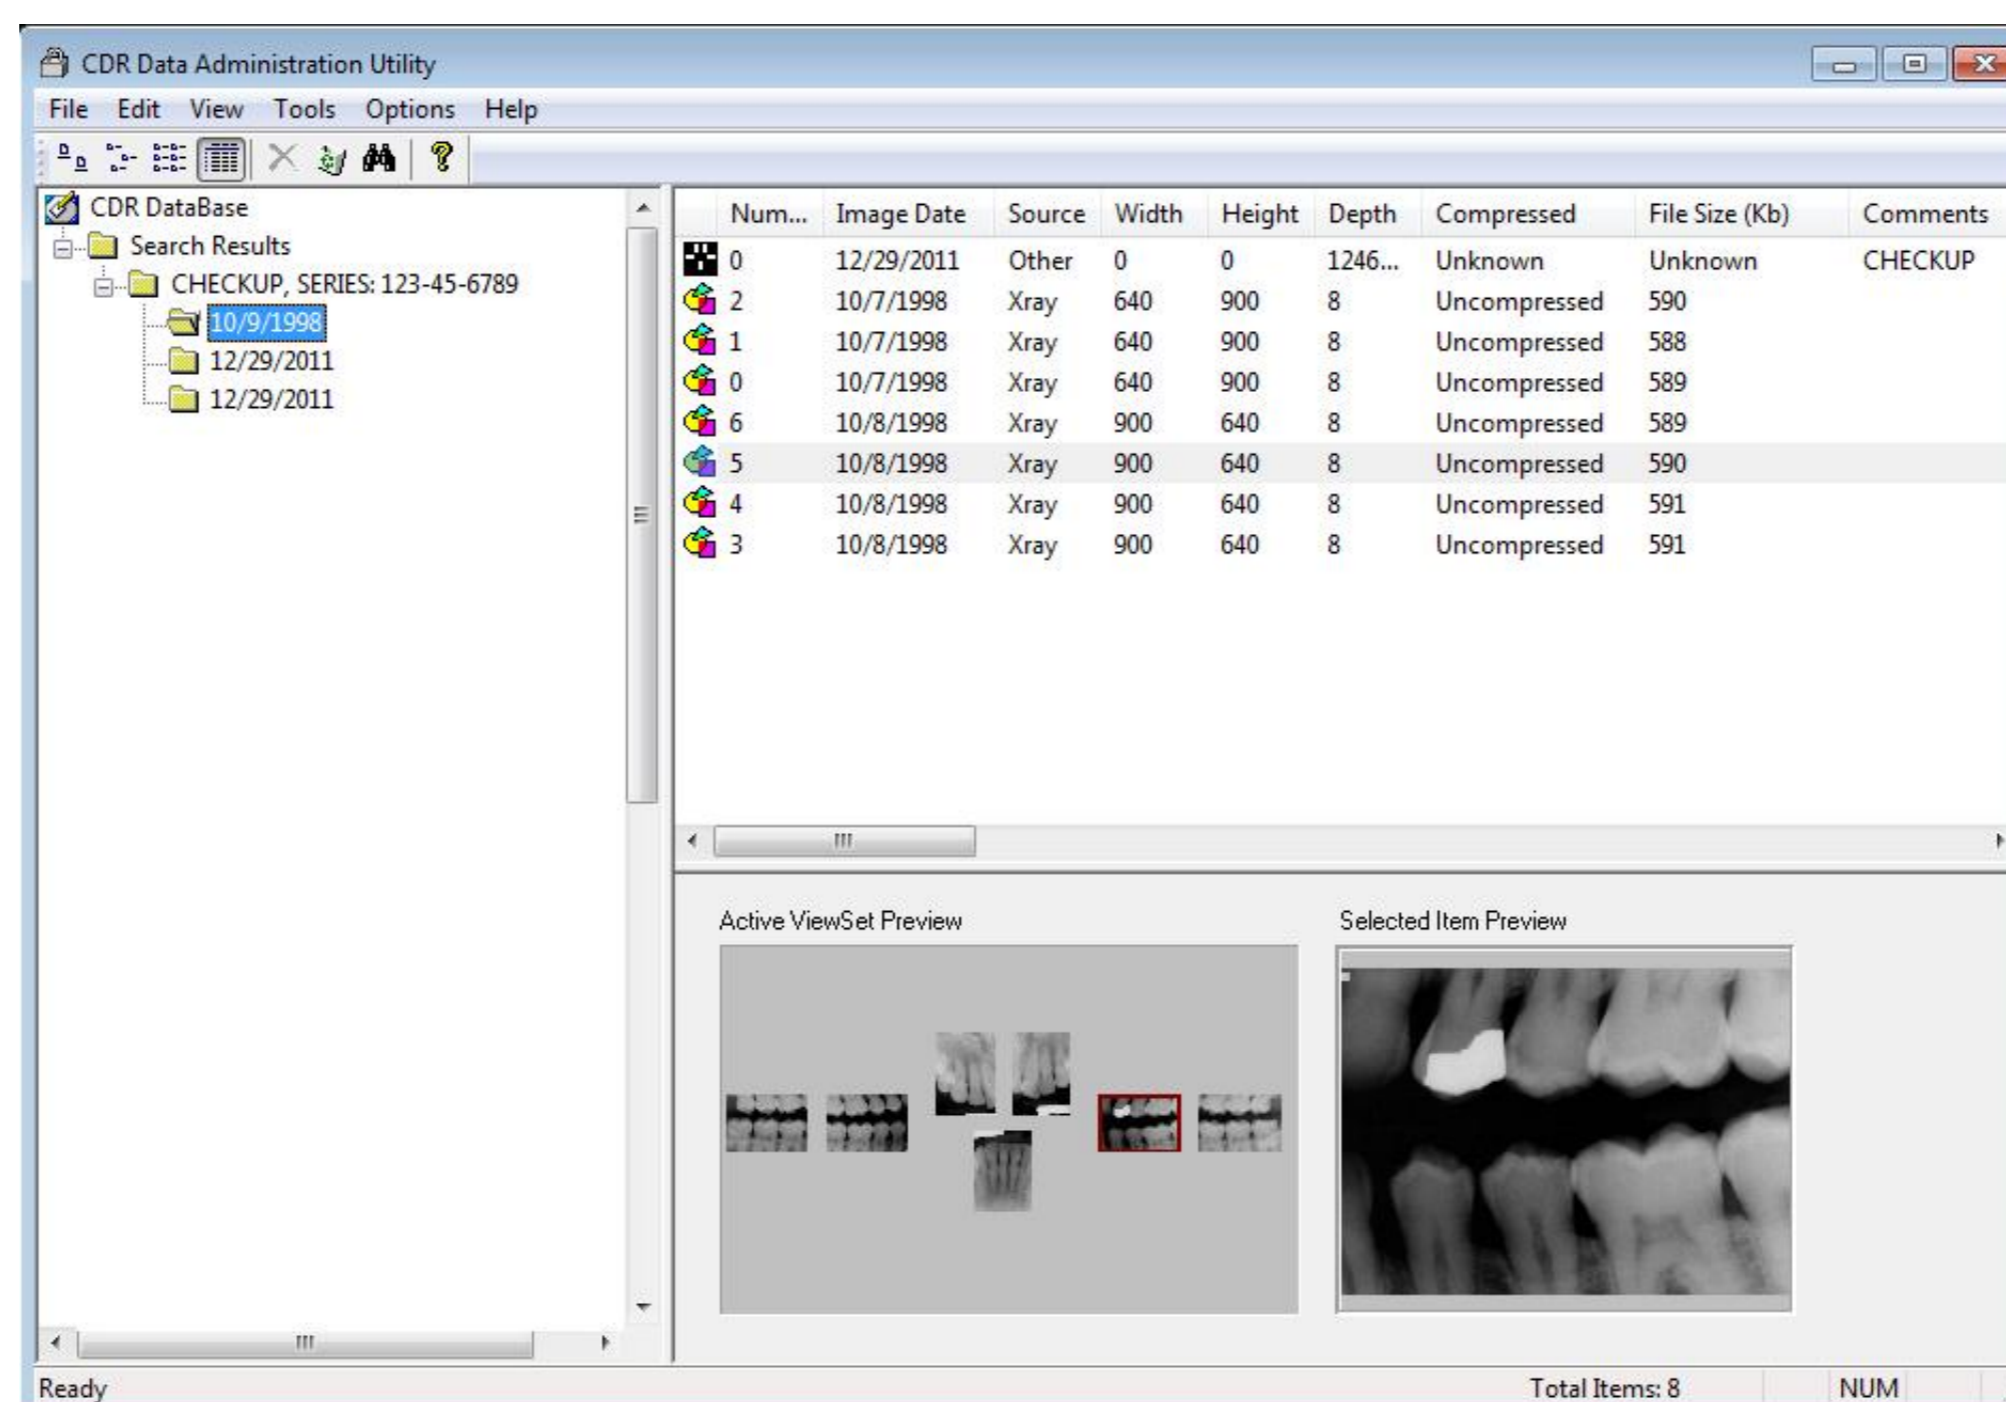 CDR Data Administration Utility
File Edit View Tools Options Help
CDR DataBase
Search Results
CHECKUP, SERIES: 123-45-6789
10/9/1998
12/29/2011
12/29/2011
Num... Image Date Source Width Height Depth Compressed File Size (Kb) Comments
0 12/29/2011 Other 0 0 1246... Unknown Unknown CHECKUP
2 10/7/1998 Xray 640 900 8 Uncompressed 590
1 10/7/1998 Xray 640 900 8 Uncompressed 588
0 10/7/1998 Xray 640 900 8 Uncompressed 589
6 10/8/1998 Xray 900 640 8 Uncompressed 589
5 10/8/1998 Xray 900 640 8 Uncompressed 590
4 10/8/1998 Xray 900 640 8 Uncompressed 591
3 10/8/1998 Xray 900 640 8 Uncompressed 591
Active ViewSet Preview
Selected Item Preview
Ready
Total Items: 8
NUM